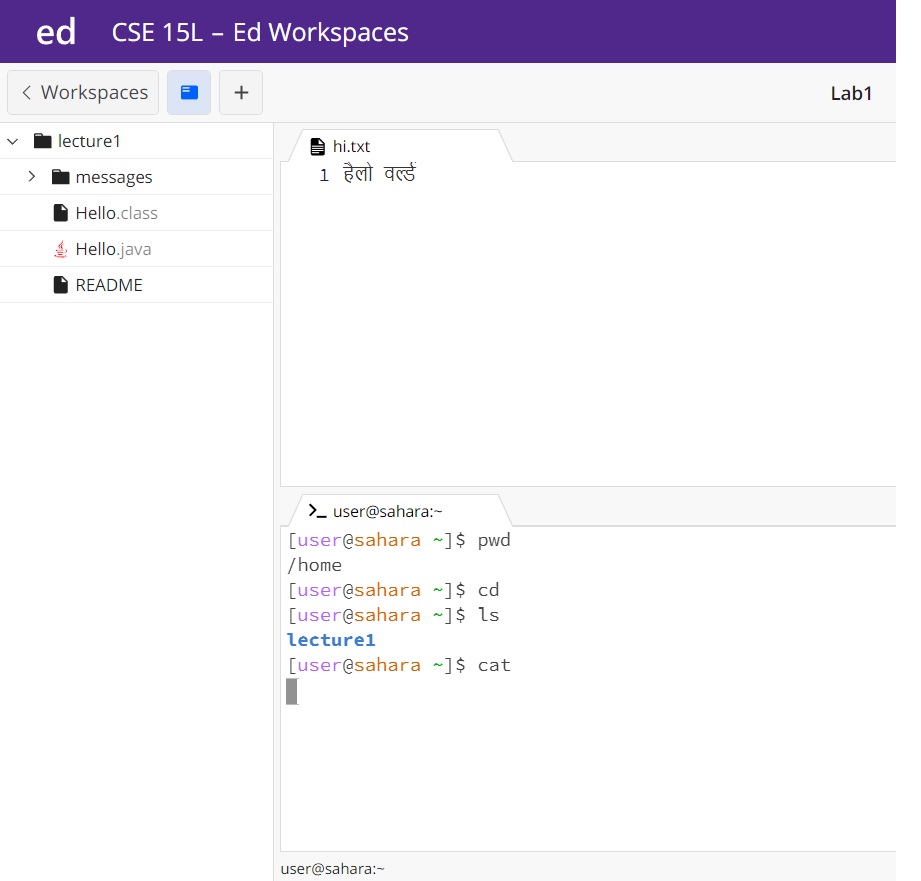 ed CSE 15L – Ed Workspaces
Workspaces + Lab1
lecture1
messages
Hello.class
Hello.java
README
hi.txt
1 हैलो वर्ल्ड
user@sahara:~
[user@sahara ~]$ pwd
/home
[user@sahara ~]$ cd
[user@sahara ~]$ ls
lecture1
[user@sahara ~]$ cat
user@sahara:~